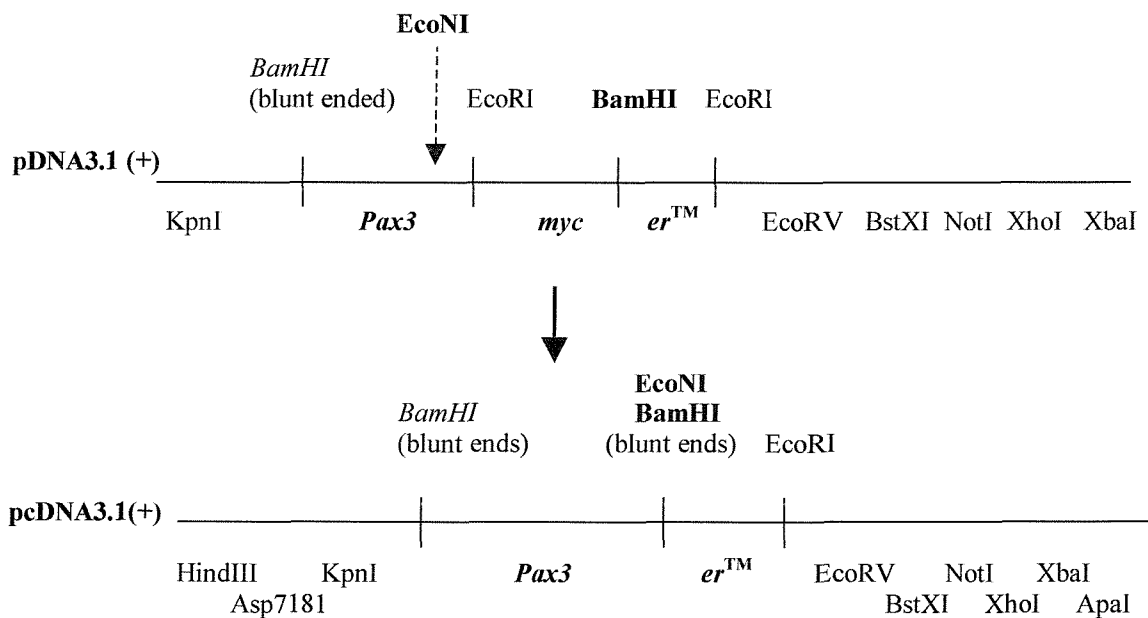 EcoNI
BamHI
(blunt ended) EcoRI BamHI EcoRI
pDNA3.1 (+)
KpnI Pax3 myc er™ EcoRV BstXI NotI XhoI XbaI
EcoNI
BamHI BamHI
(blunt ends) (blunt ends) EcoRI
pcDNA3.1(+)
HindIII KpnI Pax3 er™ EcoRV NotI XbaI
Asp7181 BstXI XhoI ApaI